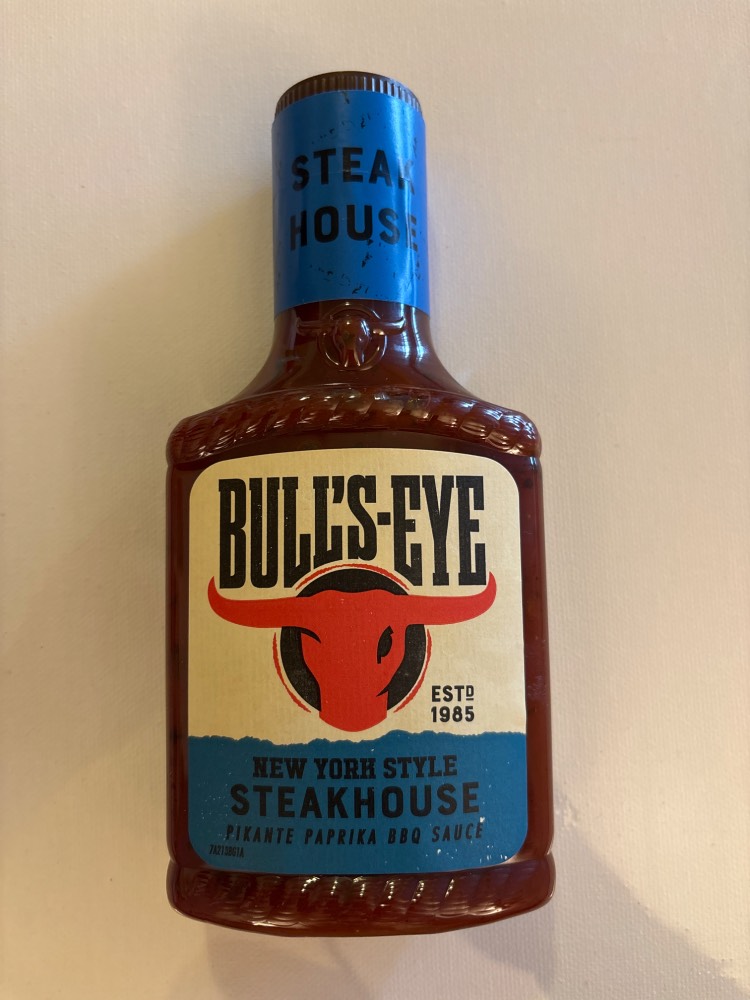 STEAK
HOUSE
BULL'S-EYE
ESTD
1985
NEW YORK STYLE
STEAKHOUSE
PIKANTE PAPRIKA BBQ SAUCE